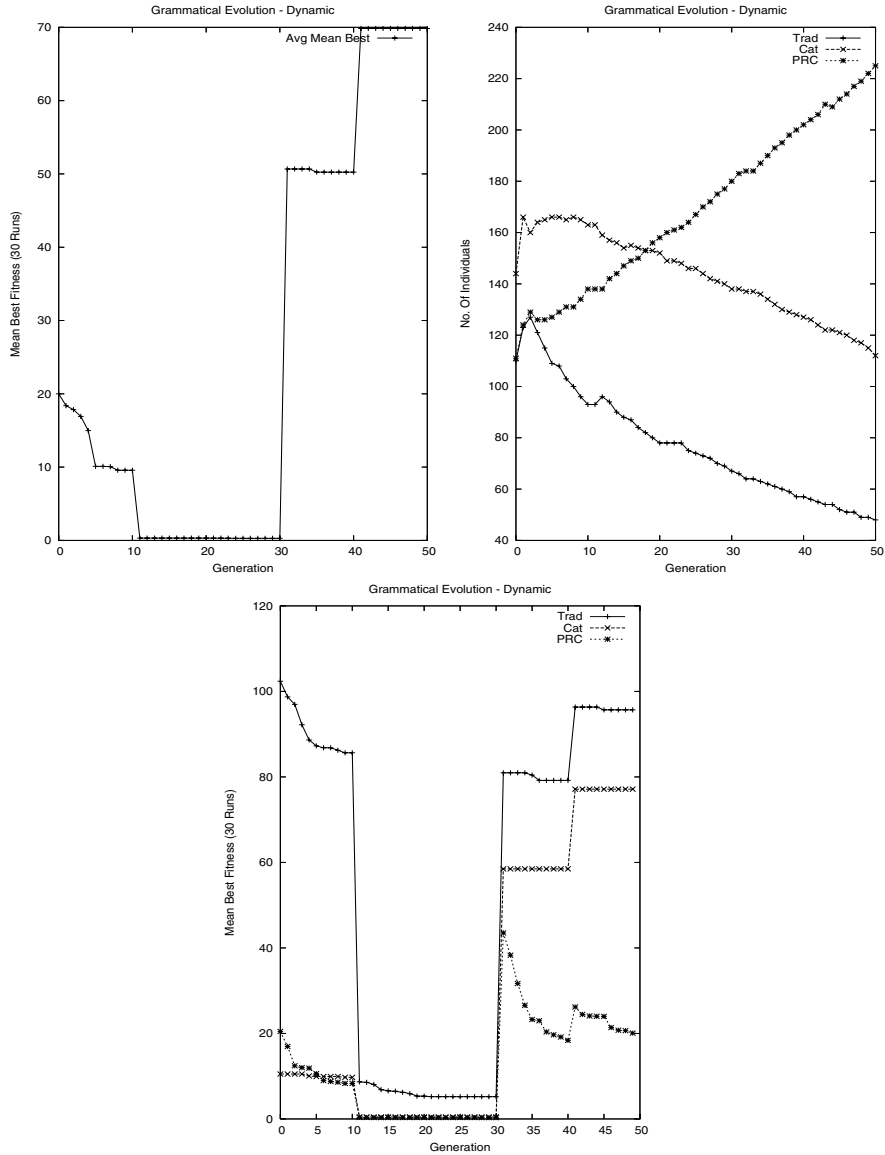 Grammatical Evolution - Dynamic
Avg Mean Best
70
60
50
40
30
20
10
0
Mean Best Fitness (30 Runs)
0 10 20 30 40 50
Generation
Grammatical Evolution - Dynamic
Trad
Cat
PRC
240
220
200
180
160
140
120
100
80
60
40
No. Of Individuals
0 10 20 30 40 50
Generation
Grammatical Evolution - Dynamic
Trad
Cat
PRC
120
100
80
60
40
20
0
Mean Best Fitness (30 Runs)
0 5 10 15 20 25 30 35 40 45 50
Generation